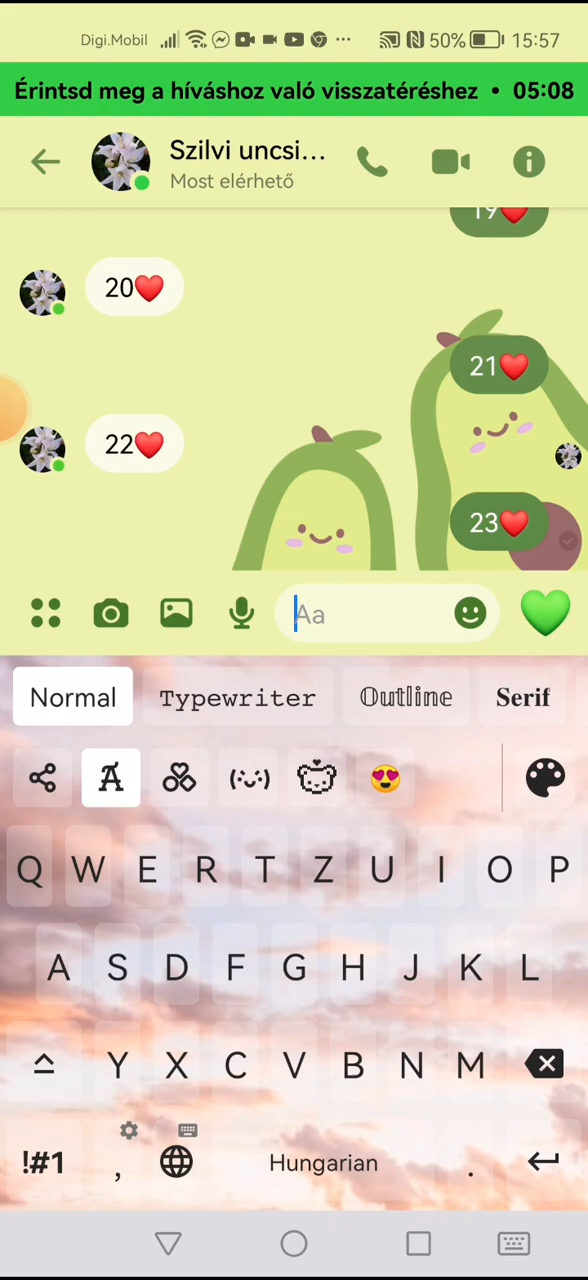 Digi.Mobil 50% 15:57
Érintsd meg a híváshoz való visszatéréshez • 05:08
Szilvi uncsi...
Most elérhető
19❤️
20❤️
21❤️
22❤️
23❤️
Aa
Normal Typewriter Outline Serif
Q W E R T Z U I O P
A S D F G H J K L
Y X C V B N M
!#1 , Hungarian .